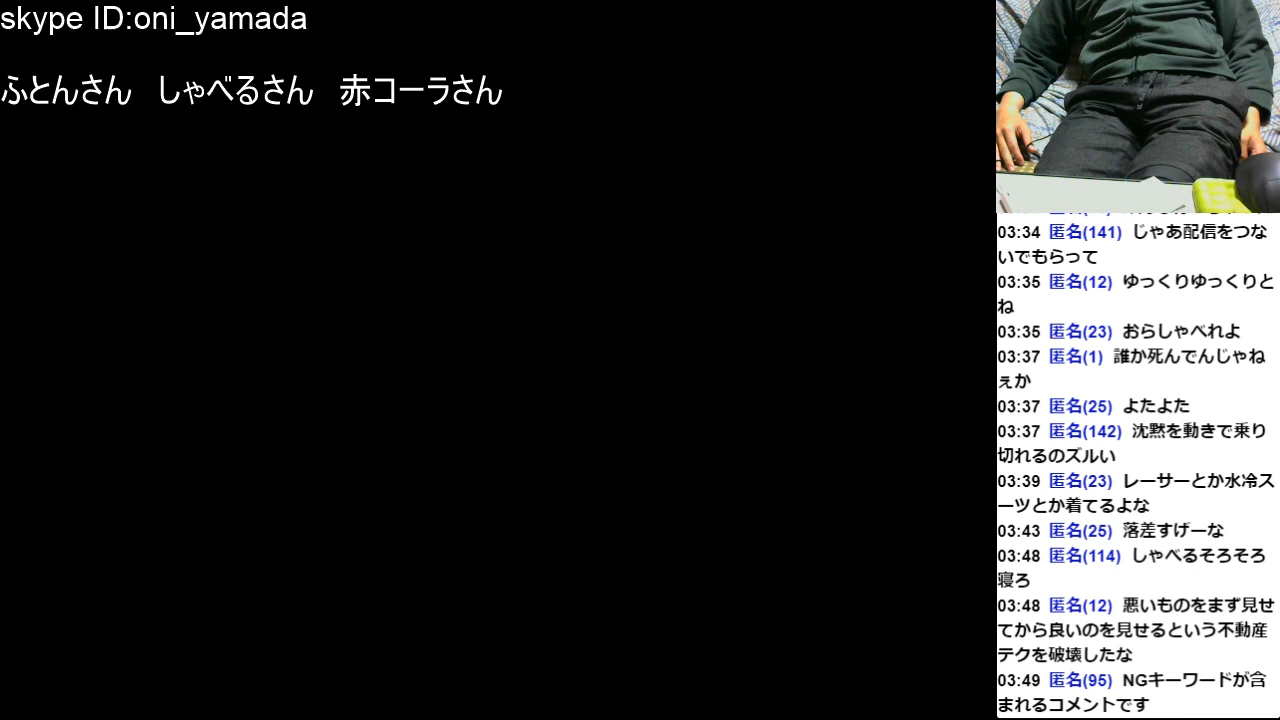 skype ID:oni_yamada
ふとんさん　しゃべるさん　赤コーラさん
03:34 匿名(141) じゃあ配信をつな
いでもらって
03:35 匿名(12) ゆっくりゆっくりと
ね
03:35 匿名(23) おらしゃべれよ
03:37 匿名(1) 誰か死んでんじゃね
ぇか
03:37 匿名(25) よたよた
03:37 匿名(142) 沈黙を動きで乗り
切れるのズルい
03:39 匿名(23) レーサーとか水冷ス
ーツとか着てるよな
03:43 匿名(25) 落差すげーな
03:48 匿名(114) しゃべるそろそろ
寝ろ
03:48 匿名(12) 悪いものをまず見せ
てから良いのを見せるという不動産
テクを破壊したな
03:49 匿名(95) NGキーワードが含
まれるコメントです